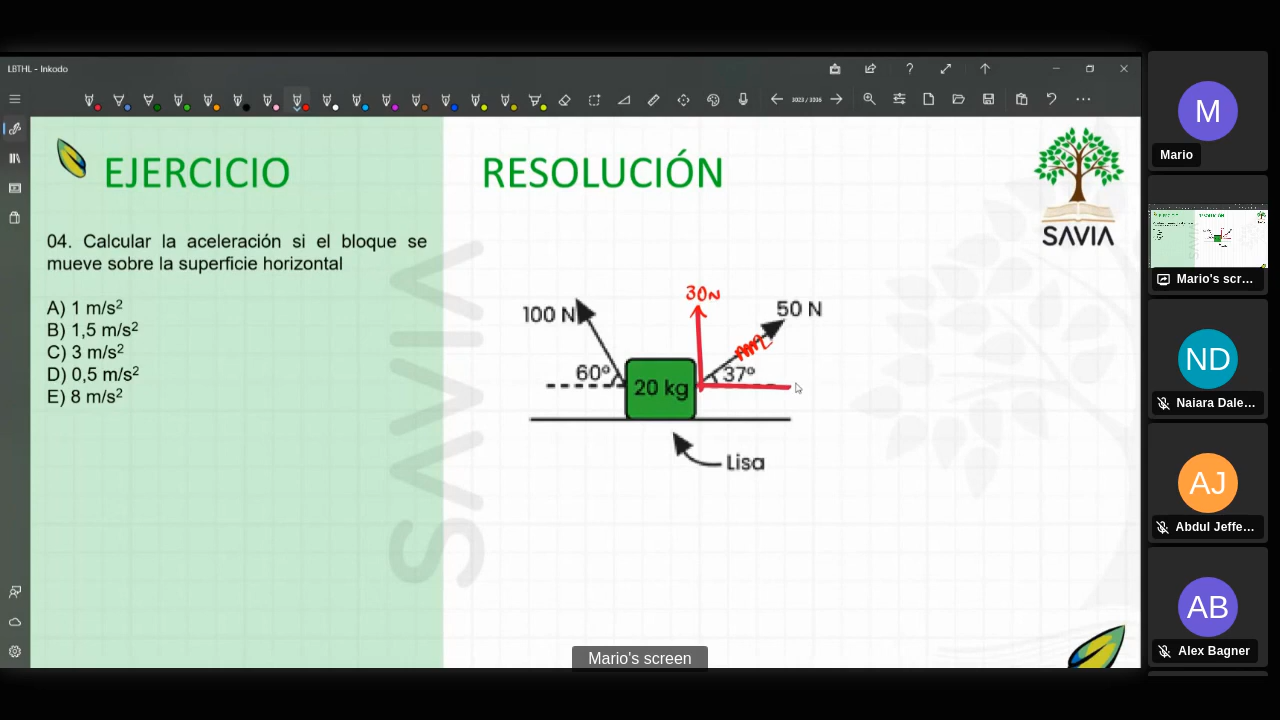 LBTHL - Inkodo
3023 / 3226
EJERCICIO
RESOLUCIÓN
SAVIA
04. Calcular la aceleración si el bloque se
mueve sobre la superficie horizontal
A) 1 m/s²
B) 1,5 m/s²
C) 3 m/s²
D) 0,5 m/s²
E) 8 m/s²
SAVIA
30N
100 N
50 N
60°
37°
20 kg
Lisa
Mario's screen
M
Mario
Mario's scr...
ND
Naiara Dale...
AJ
Abdul Jeffe...
AB
Alex Bagner